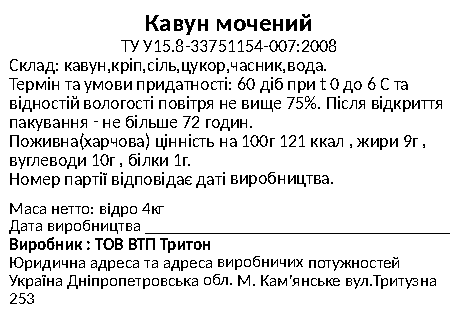 Кавун мочений
ТУ У15.8-33751154-007:2008
Склад: кавун,кріп,сіль,цукор,часник,вода.
Термін та умови придатності: 60 діб при t 0 до 6 С та
відностій вологості повітря не вище 75%. Після відкриття
пакування - не більше 72 годин.
Поживна(харчова) цінність на 100г 121 ккал , жири 9г ,
вуглеводи 10г , білки 1г.
Номер партії відповідає даті виробництва.
Маса нетто: відро 4кг
Дата виробництва ____________________________________
Виробник : ТОВ ВТП Тритон
Юридична адреса та адреса виробничих потужностей
Україна Дніпропетровська обл. М. Кам'янське вул.Тритузна
253